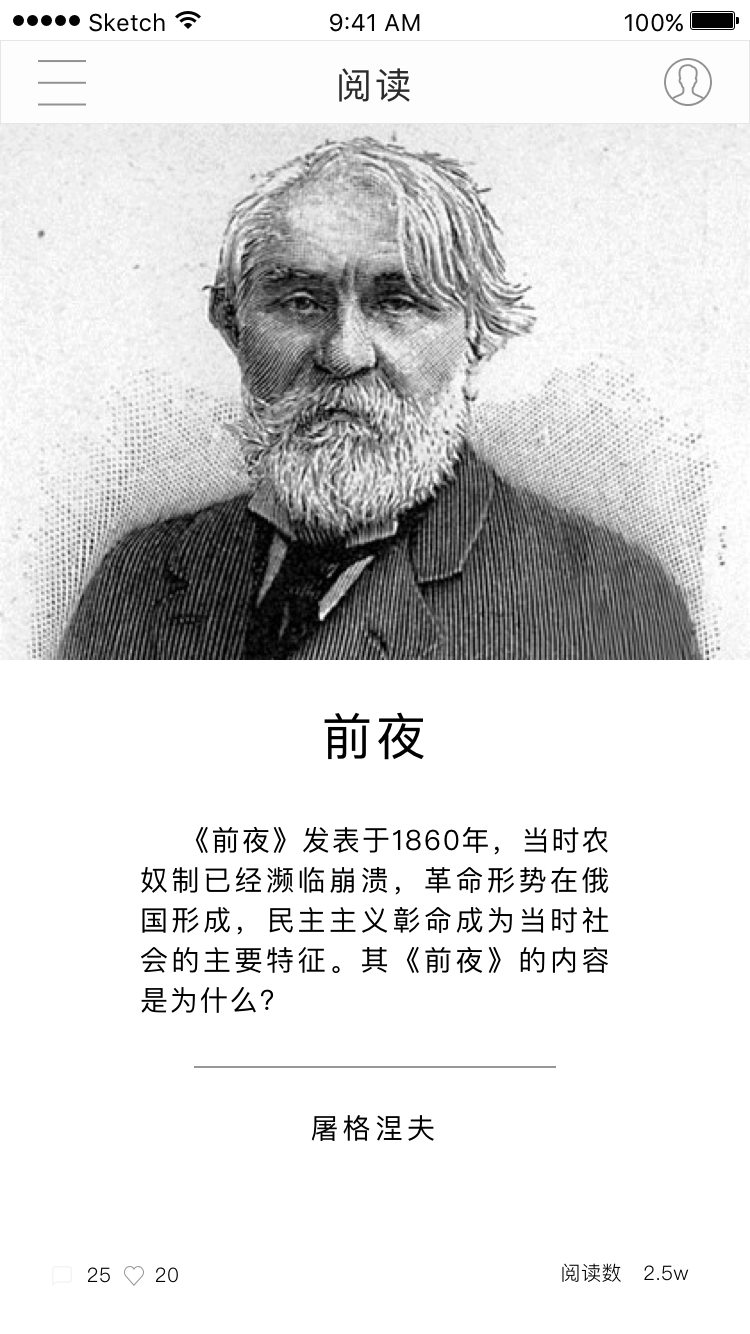 Sketch
9:41 AM
100%
阅读
前夜
《前夜》发表于1860年，当时农
奴制已经濒临崩溃，革命形势在俄
国形成，民主主义彰命成为当时社
会的主要特征。其《前夜》的内容
是为什么？
屠格涅夫
25 20
阅读数 2.5w